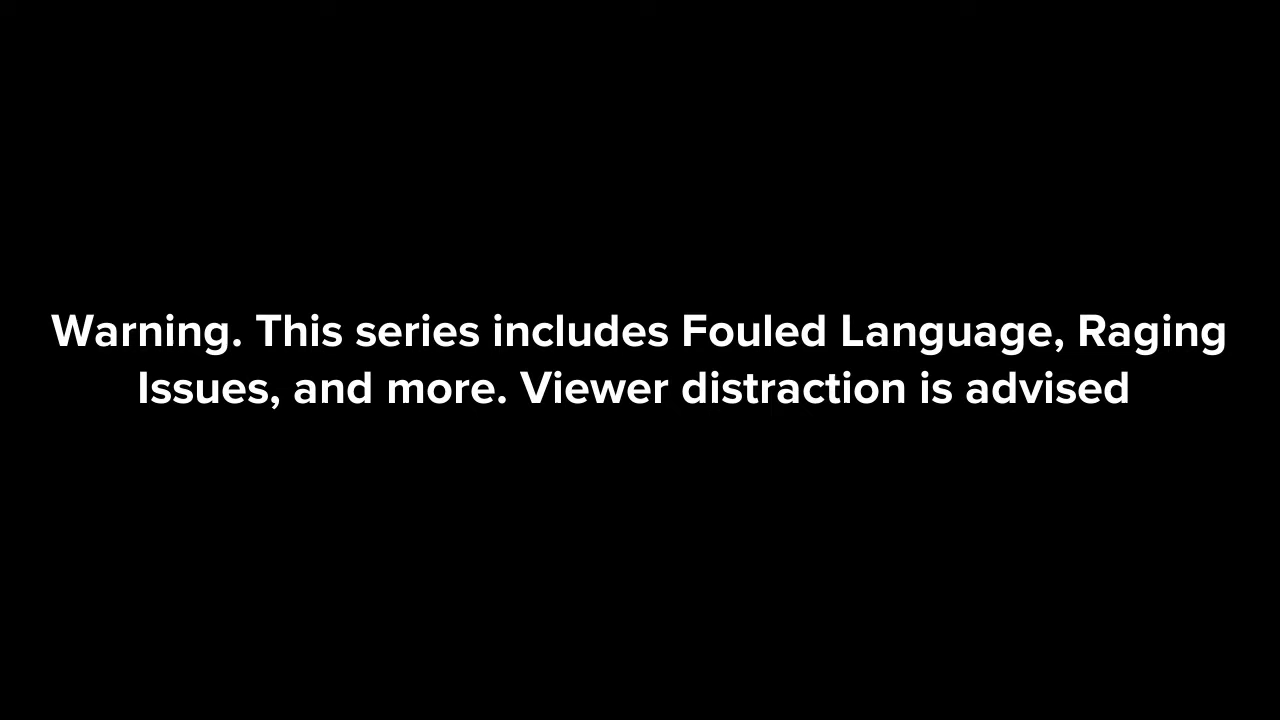 Warning. This series includes Fouled Language, Raging
Issues, and more. Viewer distraction is advised